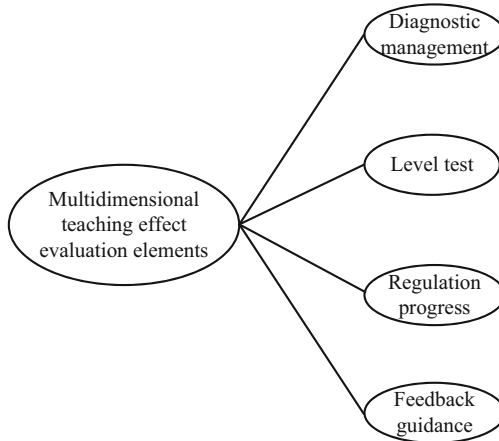 Diagnostic
management
Level test
Multidimensional
teaching effect
evaluation elements
Regulation
progress
Feedback
guidance